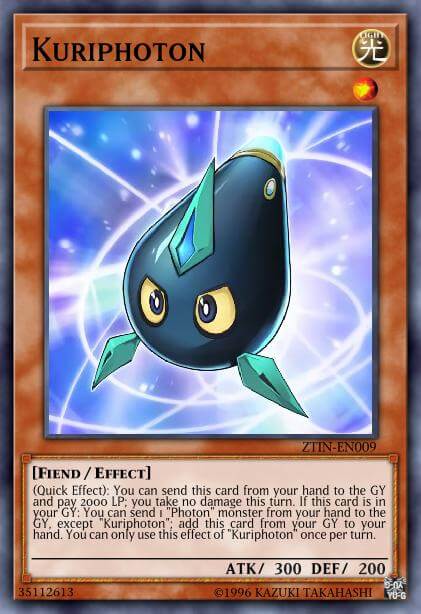 KURIPHOTON
LIGHT
光
ZTIN-EN009
[FIEND / EFFECT]
(Quick Effect): You can send this card from your hand to the GY
and pay 2000 LP; you take no damage this turn. If this card is in
your GY: You can send 1 "Photon" monster from your hand to the
GY, except "Kuriphoton"; add this card from your GY to your
hand. You can only use this effect of "Kuriphoton" once per turn.
ATK/ 300 DEF/ 200
35112613
©1996 KAZUKI TAKAHASHI